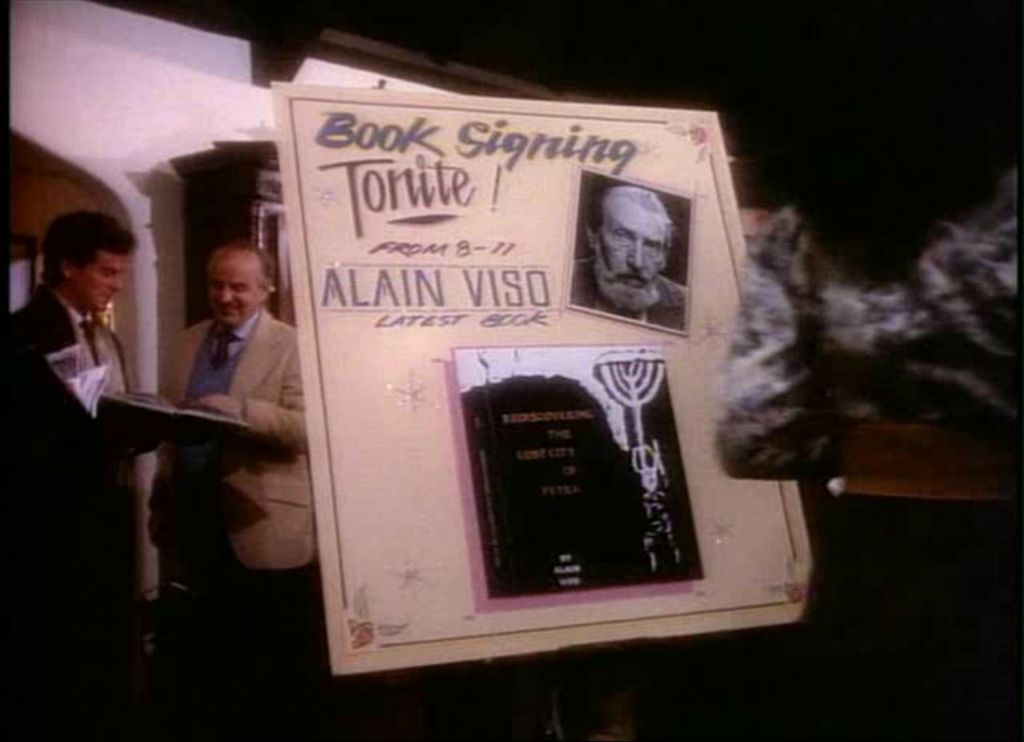 Book Signing
Tonite!
FROM 8-11
ALAIN VISO
LATEST BOOK
REDISCOVERING
THE
LOST CITY
OF
PETRA
BY
ALAIN
VISO